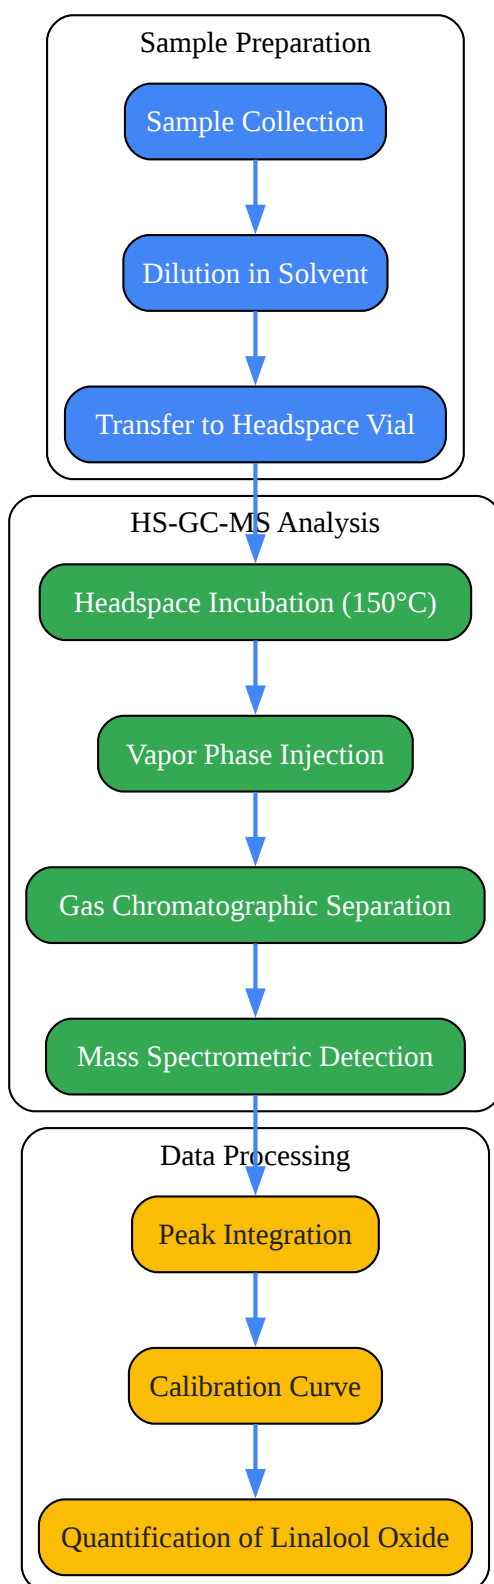 Sample Preparation
Sample Collection
Dilution in Solvent
Transfer to Headspace Vial
HS-GC-MS Analysis
Headspace Incubation (150°C)
Vapor Phase Injection
Gas Chromatographic Separation
Mass Spectrometric Detection
Data Processing
Peak Integration
Calibration Curve
Quantification of Linalool Oxide